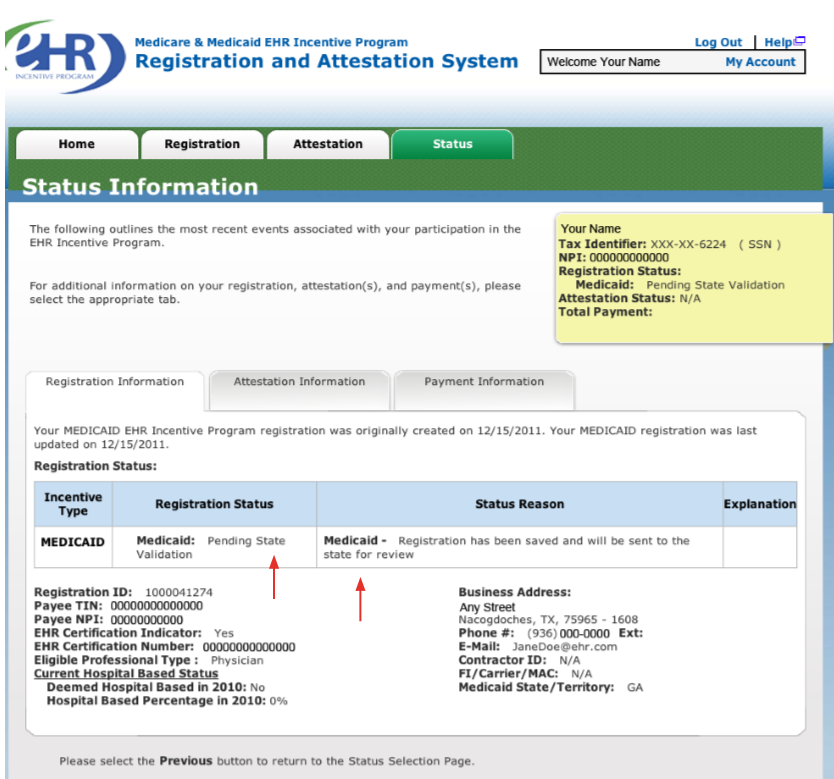 EHR
INCENTIVE PROGRAM
Medicare & Medicaid EHR Incentive Program
Registration and Attestation System
Log Out | Help
Welcome Your Name My Account
Home Registration Attestation Status
Status Information
The following outlines the most recent events associated with your participation in the
EHR Incentive Program.
For additional information on your registration, attestation(s), and payment(s), please
select the appropriate tab.
Your Name
Tax Identifier: XXX-XX-6224 ( SSN )
NPI: 000000000000
Registration Status:
Medicaid: Pending State Validation
Attestation Status: N/A
Total Payment:
Registration Information Attestation Information Payment Information
Your MEDICAID EHR Incentive Program registration was originally created on 12/15/2011. Your MEDICAID registration was last
updated on 12/15/2011.
Registration Status:
Incentive
Type
Registration Status
Status Reason
Explanation
MEDICAID
Medicaid: Pending State
Validation
Medicaid - Registration has been saved and will be sent to the
state for review
Registration ID: 1000041274
Payee TIN: 00000000000000
Payee NPI: 00000000000
EHR Certification Indicator: Yes
EHR Certification Number: 00000000000000
Eligible Professional Type : Physician
Current Hospital Based Status
Deemed Hospital Based in 2010: No
Hospital Based Percentage in 2010: 0%
Business Address:
Any Street
Nacogdoches, TX, 75965 - 1608
Phone #: (936) 000-0000 Ext:
E-Mail: JaneDoe@ehr.com
Contractor ID: N/A
FI/Carrier/MAC: N/A
Medicaid State/Territory: GA
Please select the Previous button to return to the Status Selection Page.